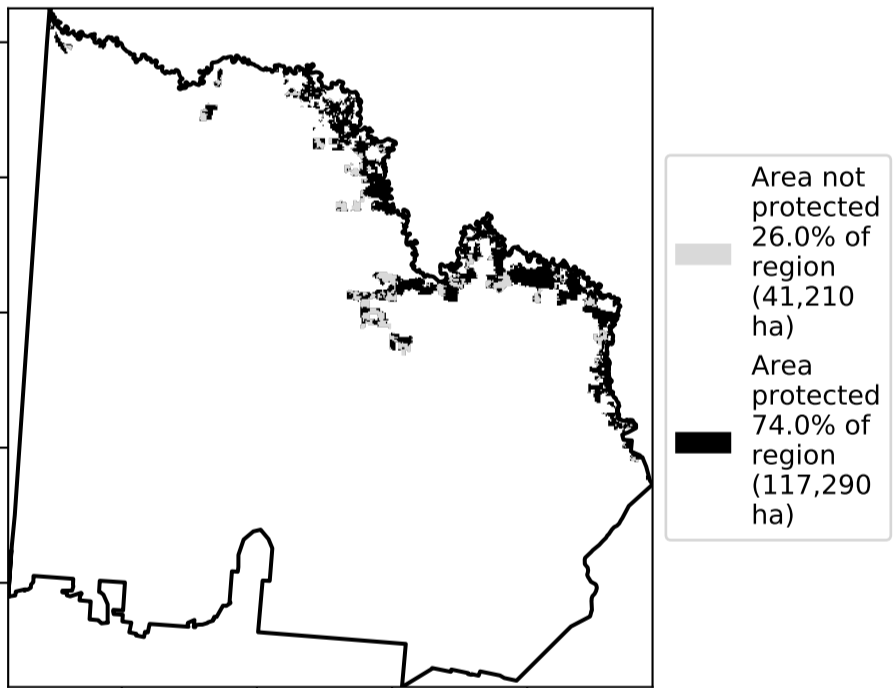 Area not
protected
26.0% of
region
(41,210
ha)
Area
protected
74.0% of
region
(117,290
ha)